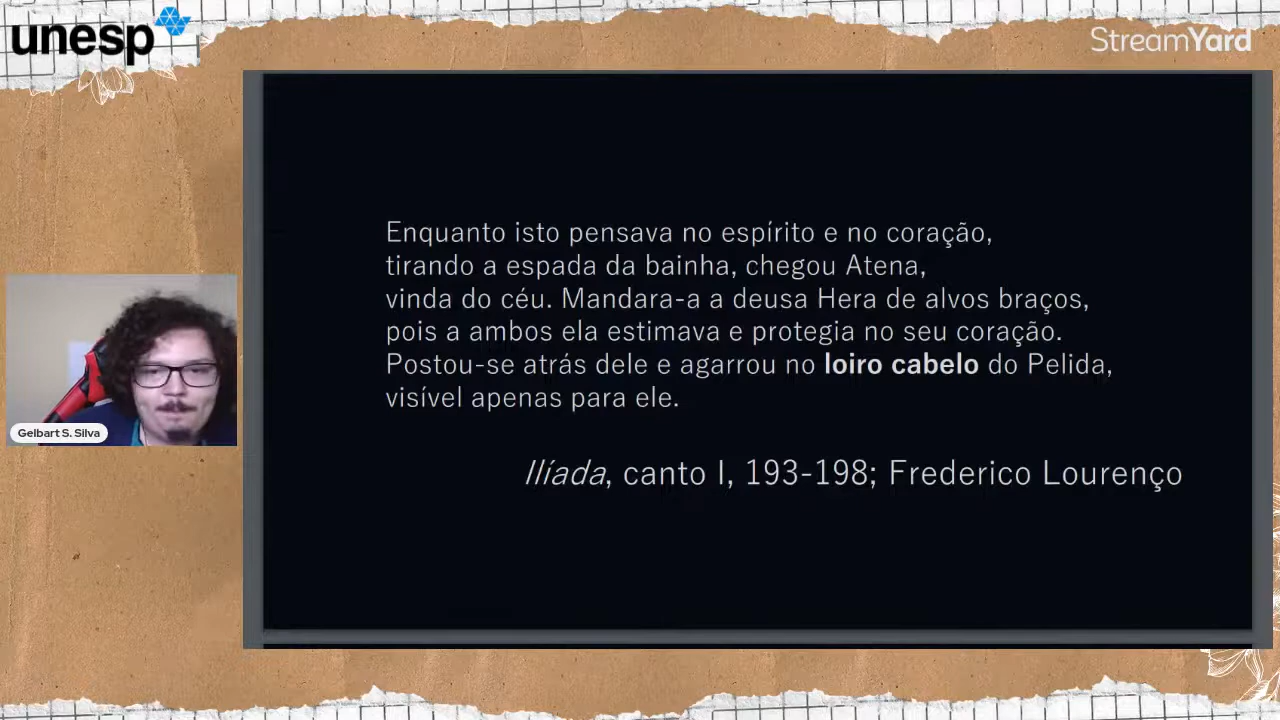 unesp
StreamYard
Enquanto isto pensava no espírito e no coração,
tirando a espada da bainha, chegou Atena,
vinda do céu. Mandara-a a deusa Hera de alvos braços,
pois a ambos ela estimava e protegia no seu coração.
Postou-se atrás dele e agarrou no loiro cabelo do Pelida,
visível apenas para ele.
Ilíada, canto I, 193-198; Frederico Lourenço
Gelbart S. Silva